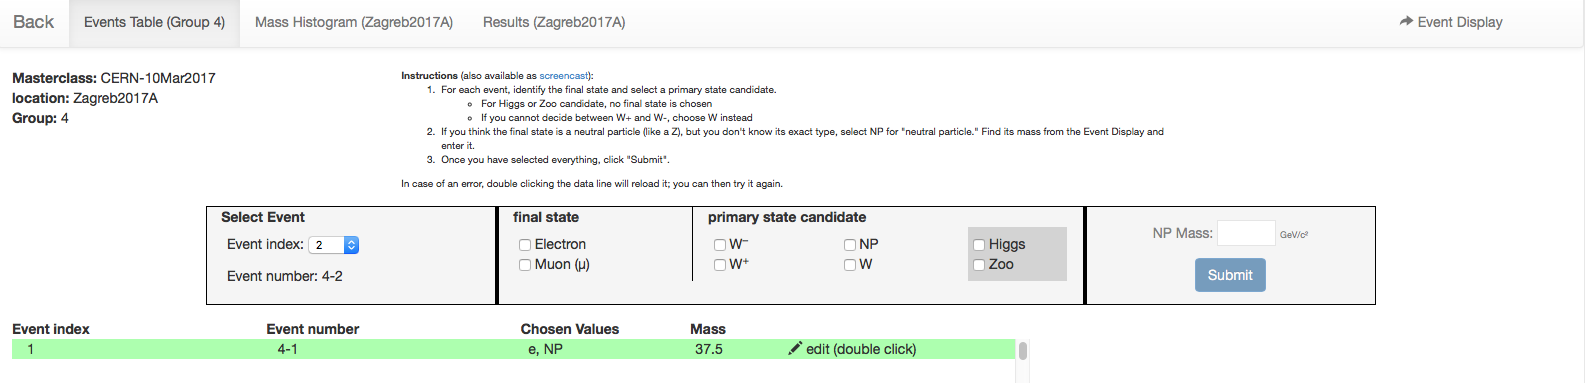 Back Events Table (Group 4) Mass Histogram (Zagreb2017A) Results (Zagreb2017A) Event Display
Masterclass: CERN-10Mar2017
location: Zagreb2017A
Group: 4
Instructions (also available as screencast):
1. For each event, identify the final state and select a primary state candidate.
For Higgs or Zoo candidate, no final state is chosen
If you cannot decide between W+ and W-, choose W instead
2. If you think the final state is a neutral particle (like a Z), but you don't know its exact type, select NP for "neutral particle." Find its mass from the Event Display and
enter it.
3. Once you have selected everything, click "Submit".
In case of an error, double clicking the data line will reload it; you can then try it again.
Select Event
Event index: 2
Event number: 4-2
final state
Electron
Muon (μ)
primary state candidate
W⁻ NP Higgs
W⁺ W Zoo
NP Mass: GeV/c²
Submit
Event index Event number Chosen Values Mass
1 4-1 e, NP 37.5 edit (double click)